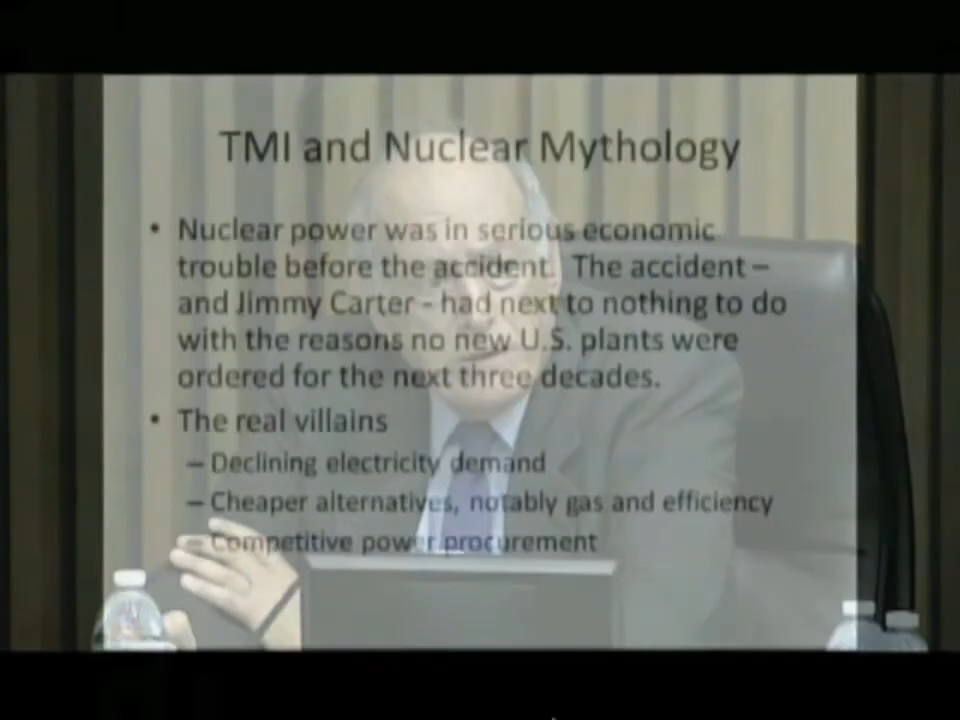 TMI and Nuclear Mythology
• Nuclear power was in serious economic
trouble before the accident. The accident –
and Jimmy Carter - had next to nothing to do
with the reasons no new U.S. plants were
ordered for the next three decades.
• The real villains
– Declining electricity demand
– Cheaper alternatives, notably gas and efficiency
– Competitive power procurement